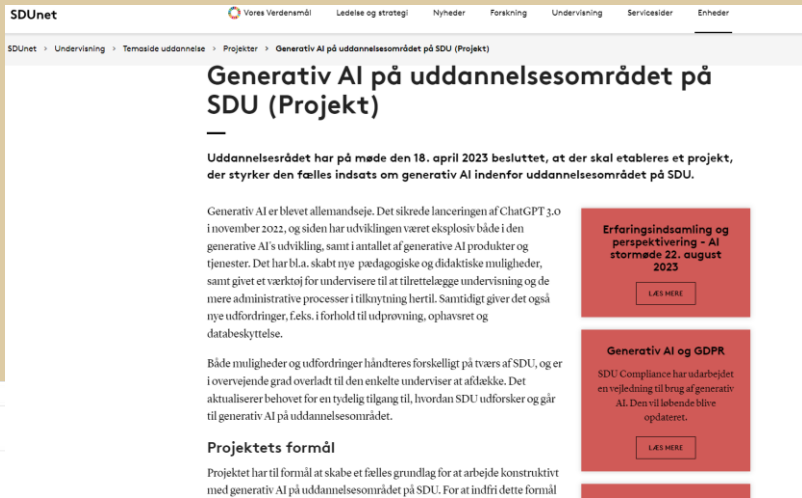 SDUnet
Vores Verdensmål Ledelse og strategi Nyheder Forskning Undervisning Servicesider Enheder
SDUnet > Undervisning > Temaside uddannelse > Projekter > Generativ AI på uddannelsesområdet på SDU (Projekt)
Generativ AI på uddannelsesområdet på
SDU (Projekt)
Uddannelsesrådet har på møde den 18. april 2023 besluttet, at der skal etableres et projekt,
der styrker den fælles indsats om generativ AI indenfor uddannelsesområdet på SDU.
Generativ AI er blevet allemandseje. Det sikrede lanceringen af ChatGPT 3.0
i november 2022, og siden har udviklingen været eksplosiv både i den
generative AI's udvikling, samt i antallet af generative AI produkter og
tjenester. Det har bl.a. skabt nye pædagogiske og didaktiske muligheder,
samt givet et værktøj for undervisere til at tilrettelægge undervisning og de
mere administrative processer i tilknytning hertil. Samtidigt giver det også
nye udfordringer, f.eks. i forhold til udprøvning, ophavsret og
databeskyttelse.
Både muligheder og udfordringer håndteres forskelligt på tværs af SDU, og er
i overvejende grad overladt til den enkelte underviser at afdække. Det
aktualiserer behovet for en tydelig tilgang til, hvordan SDU udforsker og går
til generativ AI på uddannelsesområdet.
Projektets formål
Projektet har til formål at skabe et fælles grundlag for at arbejde konstruktivt
med generativ AI på uddannelsesområdet på SDU. For at indfri dette formål
Erfaringsindsamling og
perspektivering - AI
stormøde 22. august
2023
LÆS MERE
Generativ AI og GDPR
SDU Compliance har udarbejdet
en vejledning til brug af generativ
AI. Den vil løbende blive
opdateret.
LÆS MERE